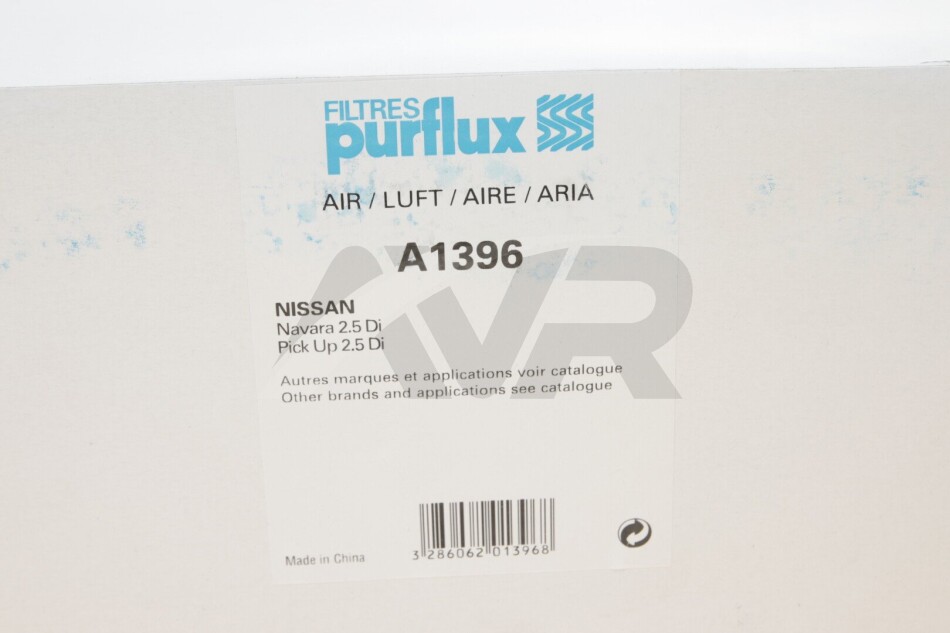 FILTRES
purflux
AIR / LUFT / AIRE / ARIA
A1396
NISSAN
Navara 2.5 Di
Pick Up 2.5 Di
Autres marques et applications voir catalogue
Other brands and applications see catalogue
Made in China
3 286062 013968